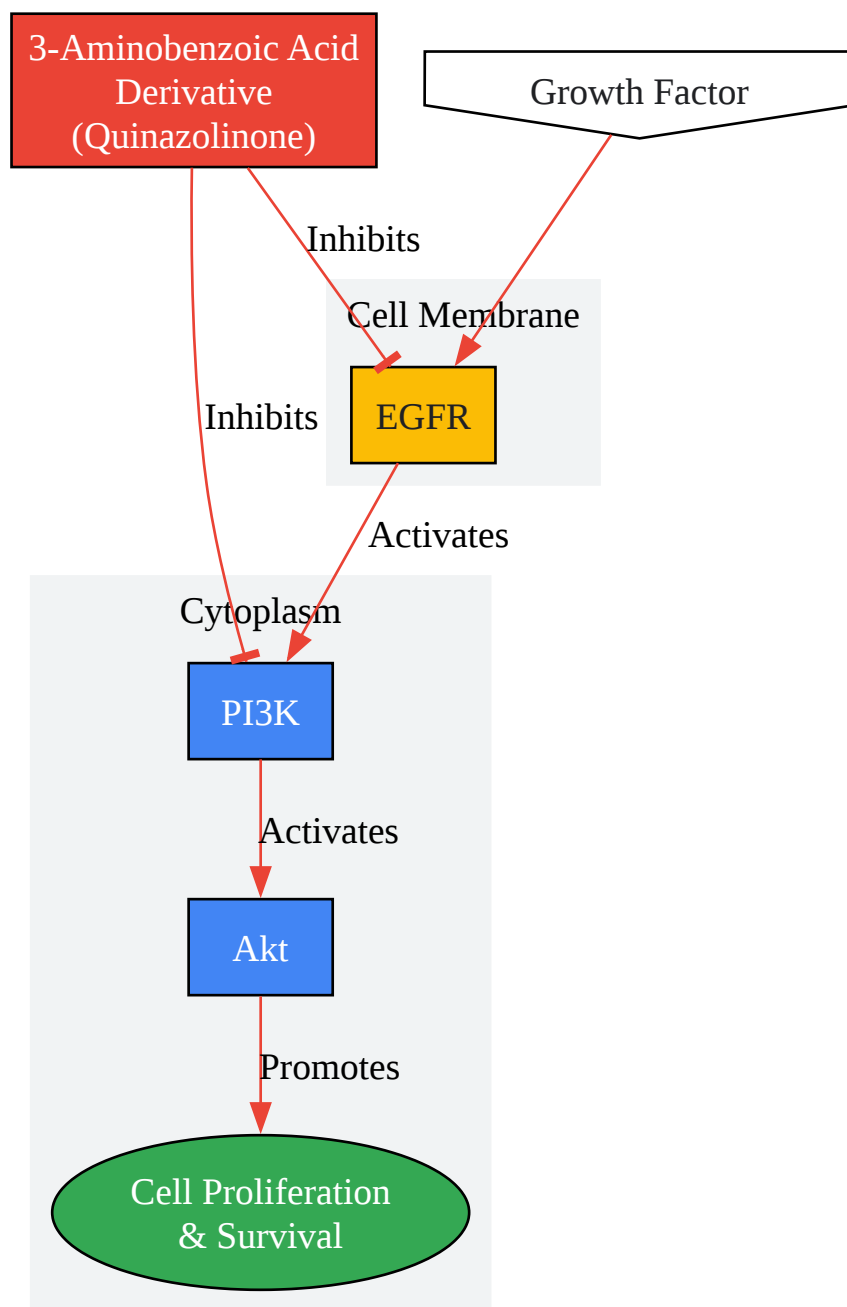 3-Aminobenzoic Acid
Derivative
(Quinazolinone)
Growth Factor
Inhibits
Cell Membrane
Inhibits
EGFR
Activates
Cytoplasm
PI3K
Activates
Akt
Promotes
Cell Proliferation
& Survival